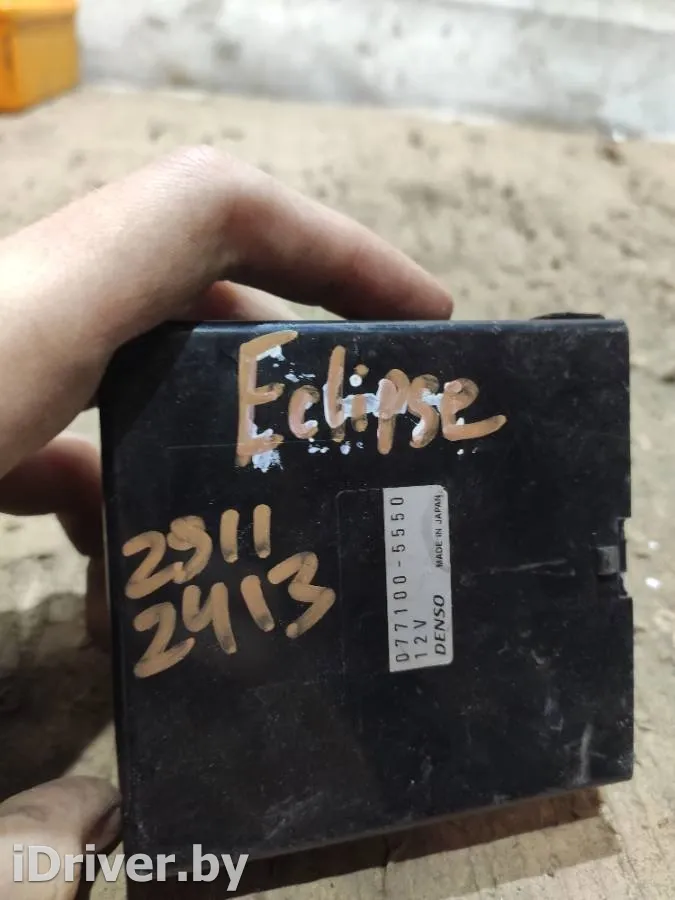 Eclipse
2911
2413
077100-5550
12V
DENSO MADE IN JAPAN
iDriver.by